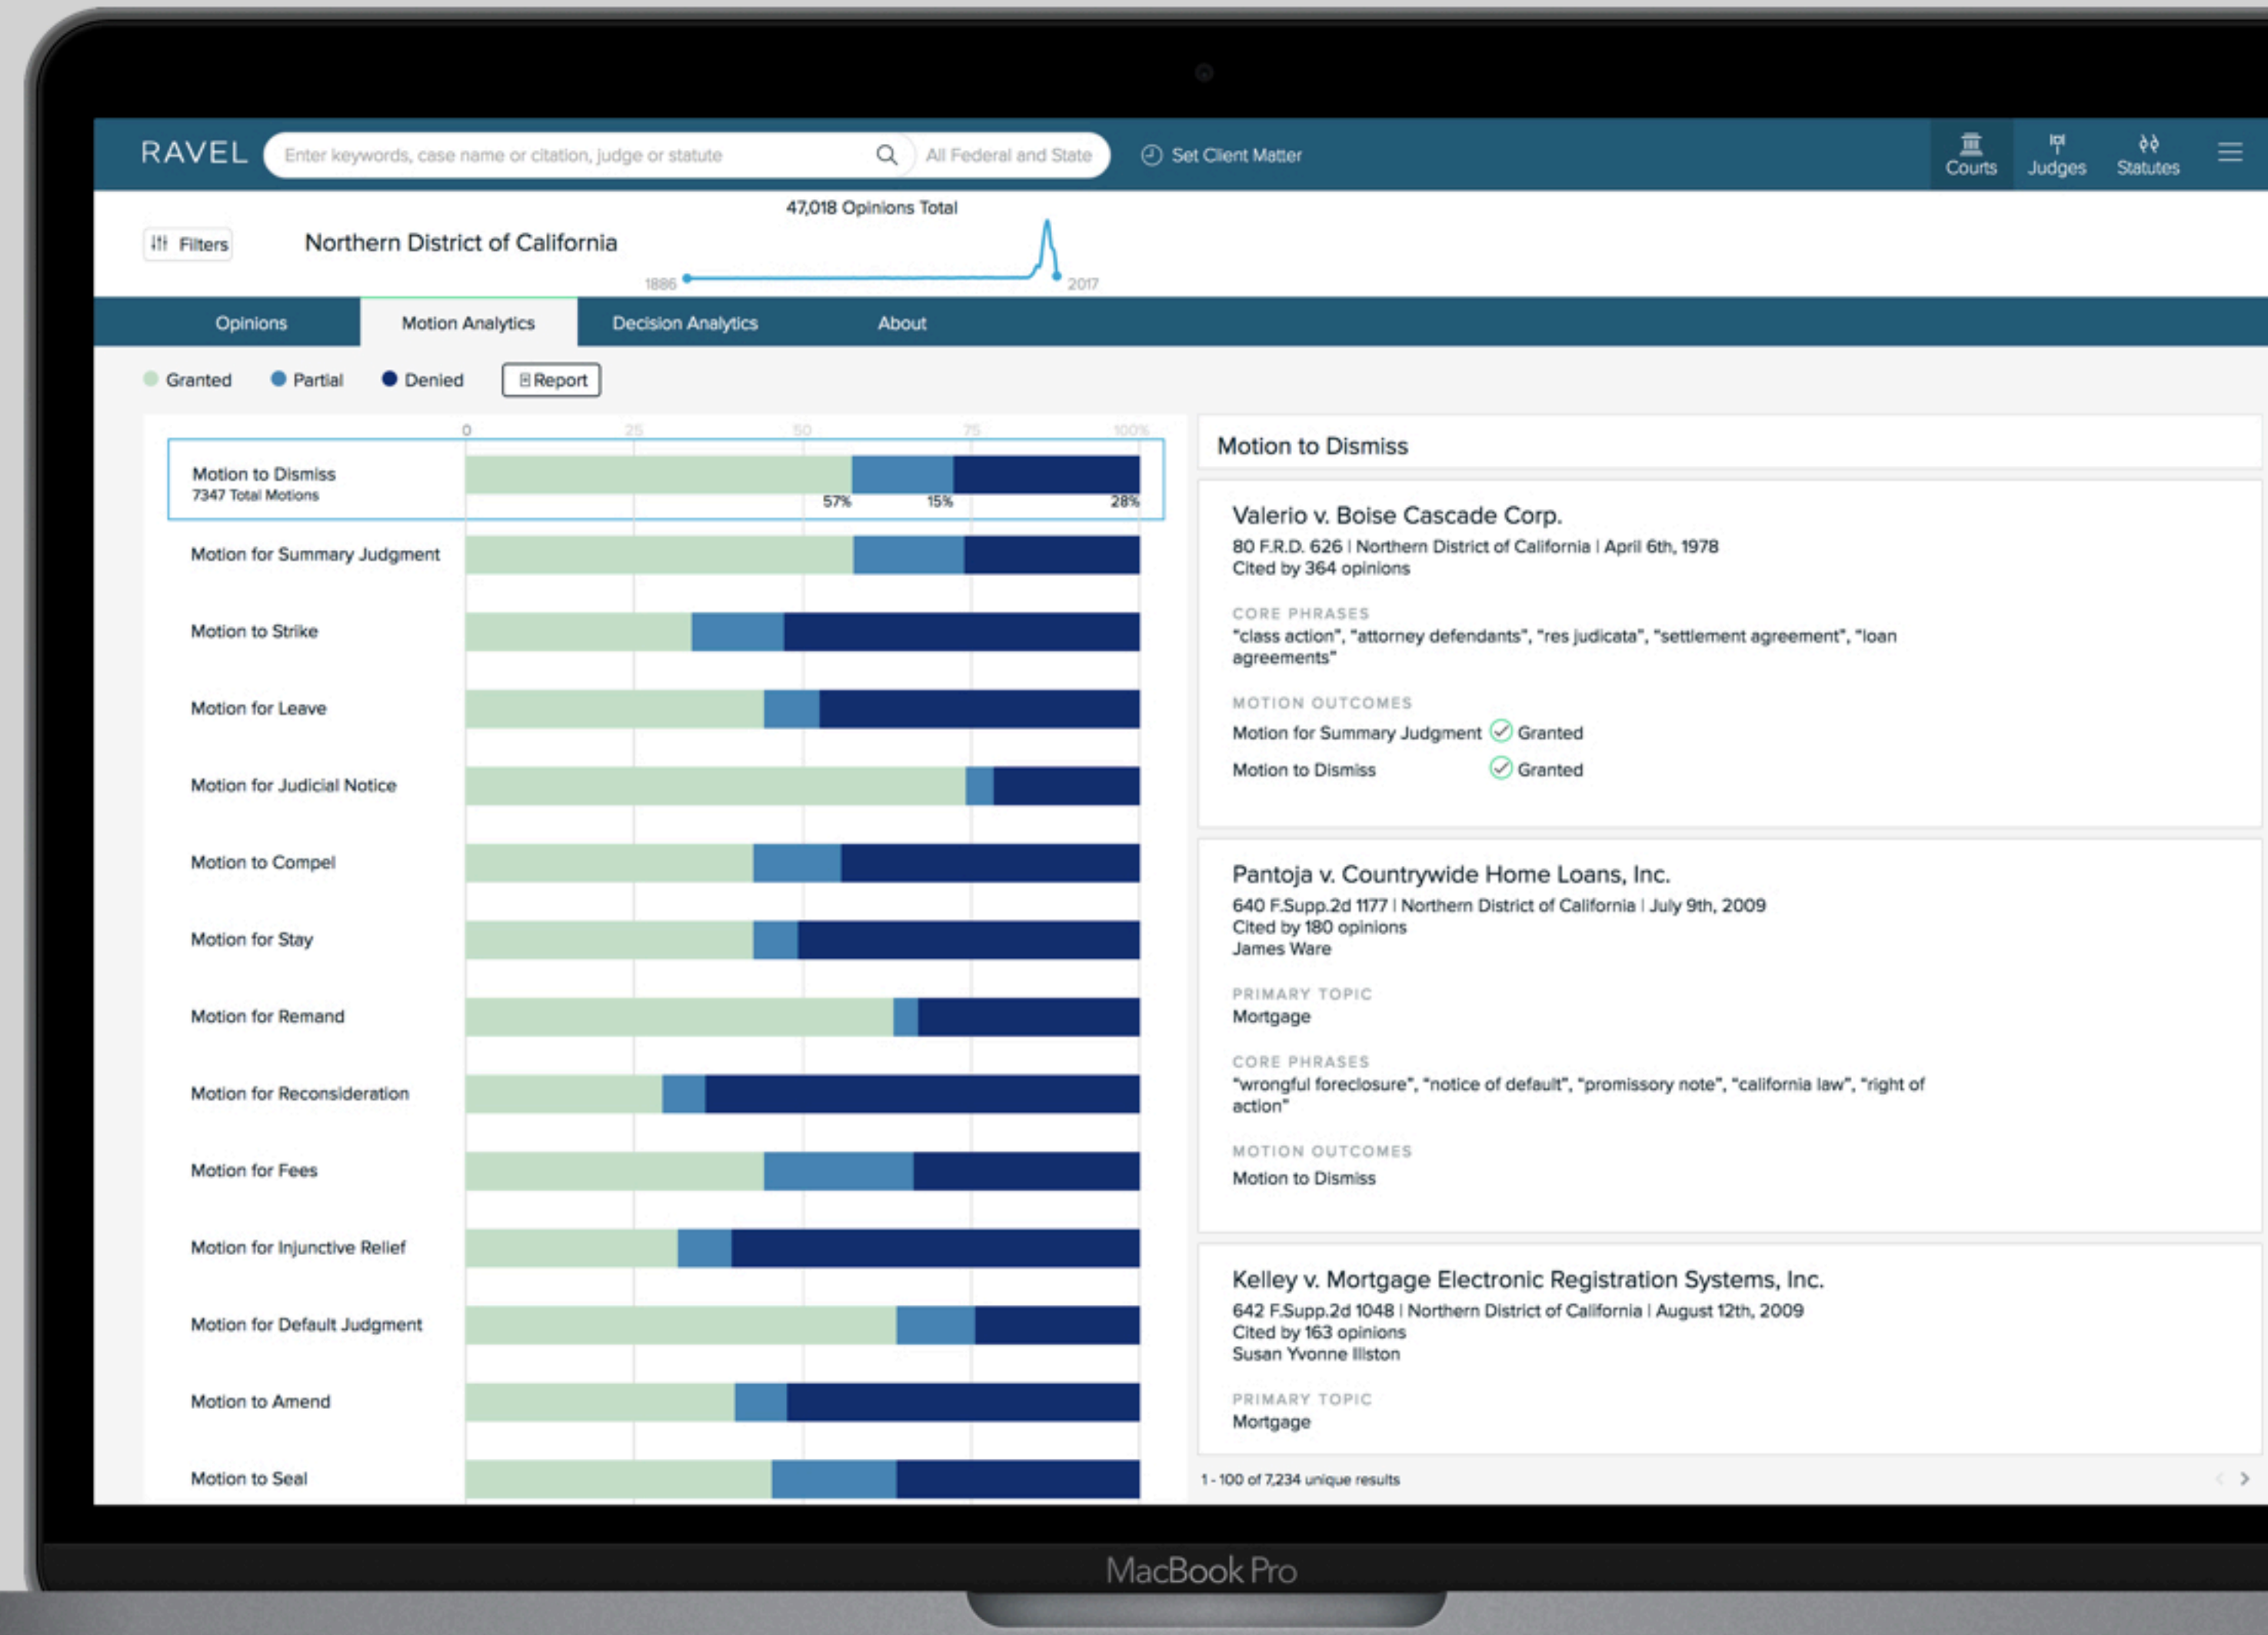 RAVEL
Enter keywords, case name or citation, judge or statute
All Federal and State
Set Client Matter
Courts
Judges
Statutes
Filters
Northern District of California
47,018 Opinions Total
1886
2017
Opinions
Motion Analytics
Decision Analytics
About
Granted
Partial
Denied
Report
0
25
50
75
100%
Motion to Dismiss
7347 Total Motions
57%
15%
28%
Motion for Summary Judgment
Motion to Strike
Motion for Leave
Motion for Judicial Notice
Motion to Compel
Motion for Stay
Motion for Remand
Motion for Reconsideration
Motion for Fees
Motion for Injunctive Relief
Motion for Default Judgment
Motion to Amend
Motion to Seal
Motion to Dismiss
Valerio v. Boise Cascade Corp.
80 F.R.D. 626 | Northern District of California | April 6th, 1978
Cited by 364 opinions
CORE PHRASES
"class action", "attorney defendants", "res judicata", "settlement agreement", "loan
agreements"
MOTION OUTCOMES
Motion for Summary Judgment Granted
Motion to Dismiss Granted
Pantoja v. Countrywide Home Loans, Inc.
640 F.Supp.2d 1177 | Northern District of California | July 9th, 2009
Cited by 180 opinions
James Ware
PRIMARY TOPIC
Mortgage
CORE PHRASES
"wrongful foreclosure", "notice of default", "promissory note", "california law", "right of
action"
MOTION OUTCOMES
Motion to Dismiss
Kelley v. Mortgage Electronic Registration Systems, Inc.
642 F.Supp.2d 1048 | Northern District of California | August 12th, 2009
Cited by 163 opinions
Susan Yvonne Illston
PRIMARY TOPIC
Mortgage
1 - 100 of 7,234 unique results
MacBook Pro